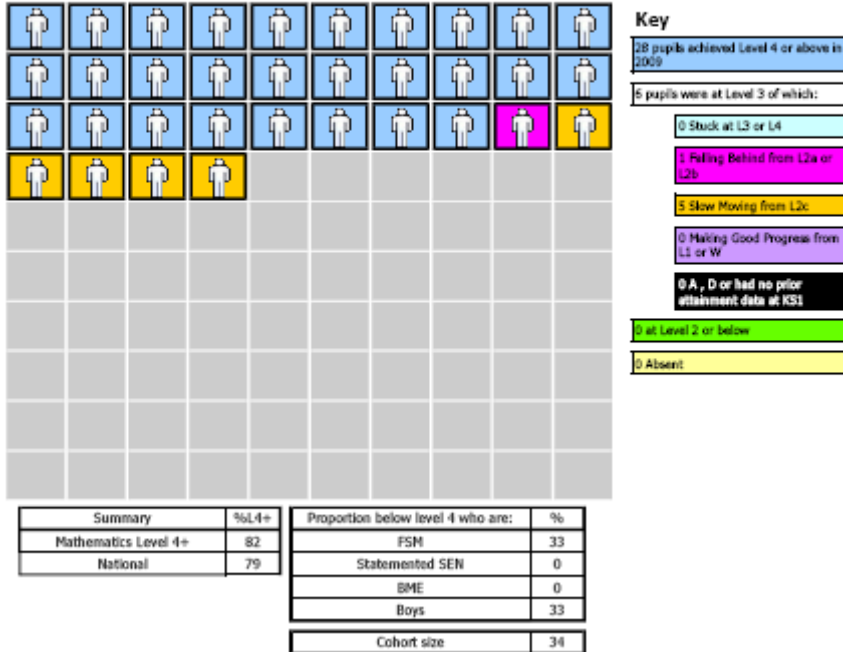 Key
28 pupils achieved Level 4 or above in
2009
6 pupils were at Level 3 of which:
0 Stuck at L3 or L4
1 Falling Behind from L2a or
L2b
5 Slow Moving from L2c
0 Making Good Progress from
L1 or W
0 A , D or had no prior
attainment data at KS1
0 at Level 2 or below
0 Absent
Summary %L4+
Mathematics Level 4+ 82
National 79
Proportion below level 4 who are: %
FSM 33
Statemented SEN 0
BME 0
Boys 33
Cohort size 34